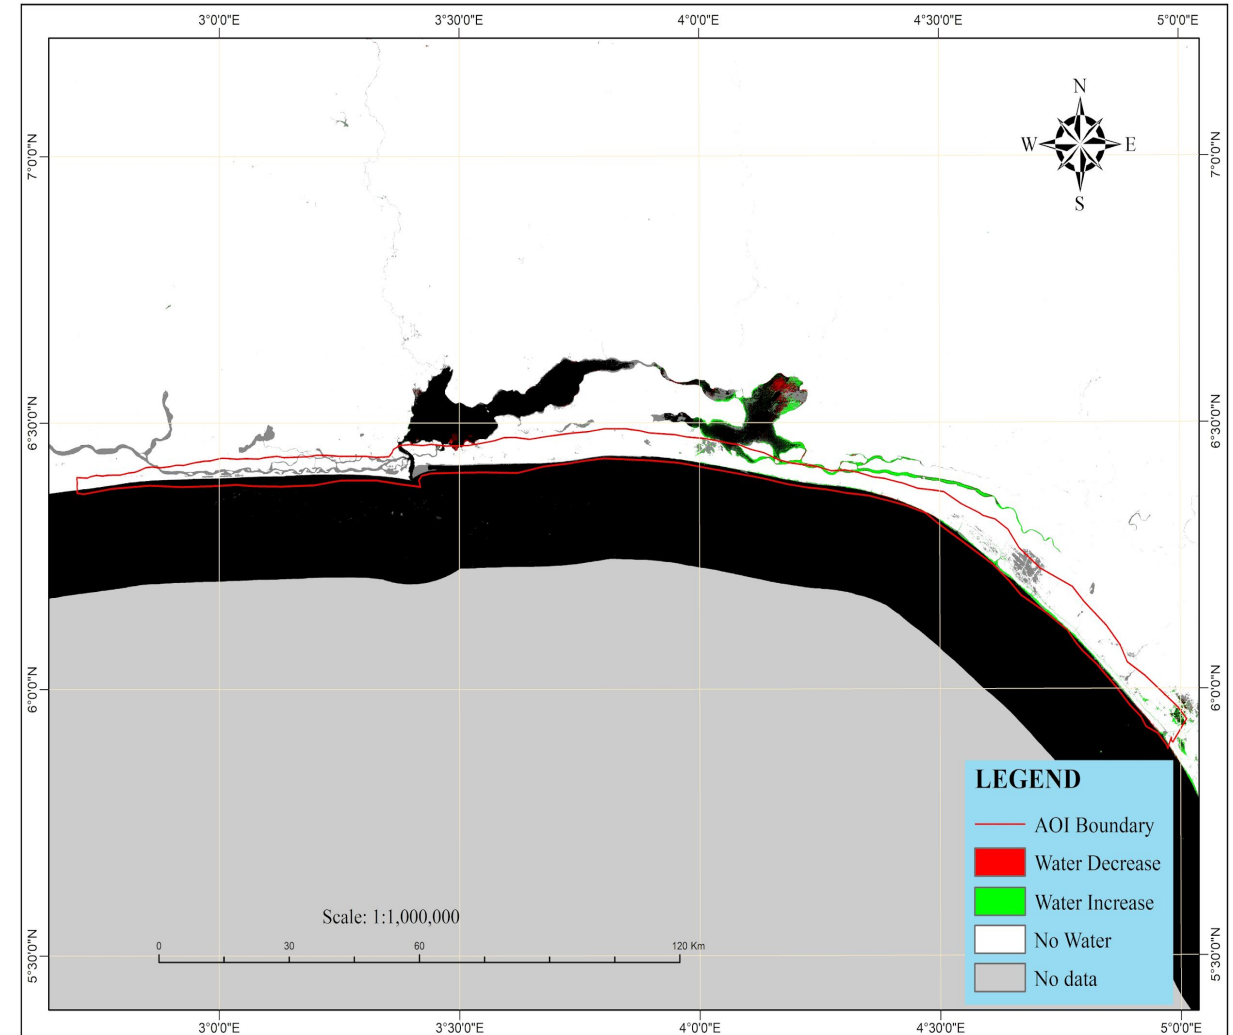 3°0'0"E 3°30'0"E 4°0'0"E 4°30'0"E 5°0'0"E
N
W E
S
7°0'0"N 7°0'0"N
6°30'0"N 6°30'0"N
6°0'0"N 6°0'0"N
LEGEND
AOI Boundary
Water Decrease
Water Increase
No Water
No data
Scale: 1:1,000,000
0 30 60 120 Km
5°30'0"N 5°30'0"N
3°0'0"E 3°30'0"E 4°0'0"E 4°30'0"E 5°0'0"E